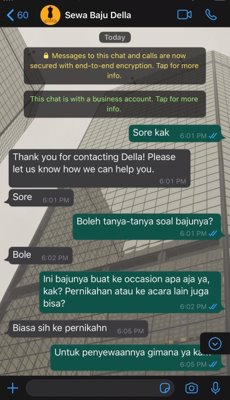 60
Sewa Baju Della
Today
Messages to this chat and calls are now
secured with end-to-end encryption. Tap for more
info.
This chat is with a business account. Tap for more
info.
Sore kak
6:01 PM
Thank you for contacting Della! Please
let us know how we can help you.
6:01 PM
Sore
6:01 PM
Boleh tanya-tanya soal bajunya?
6:01 PM
Bole
6:02 PM
Ini bajunya buat ke occasion apa aja ya,
kak? Pernikahan atau ke acara lain juga
bisa?
6:02 PM
Biasa sih ke pernikahn
6:05 PM
Untuk penyewaannya gimana ya
6:05 PM